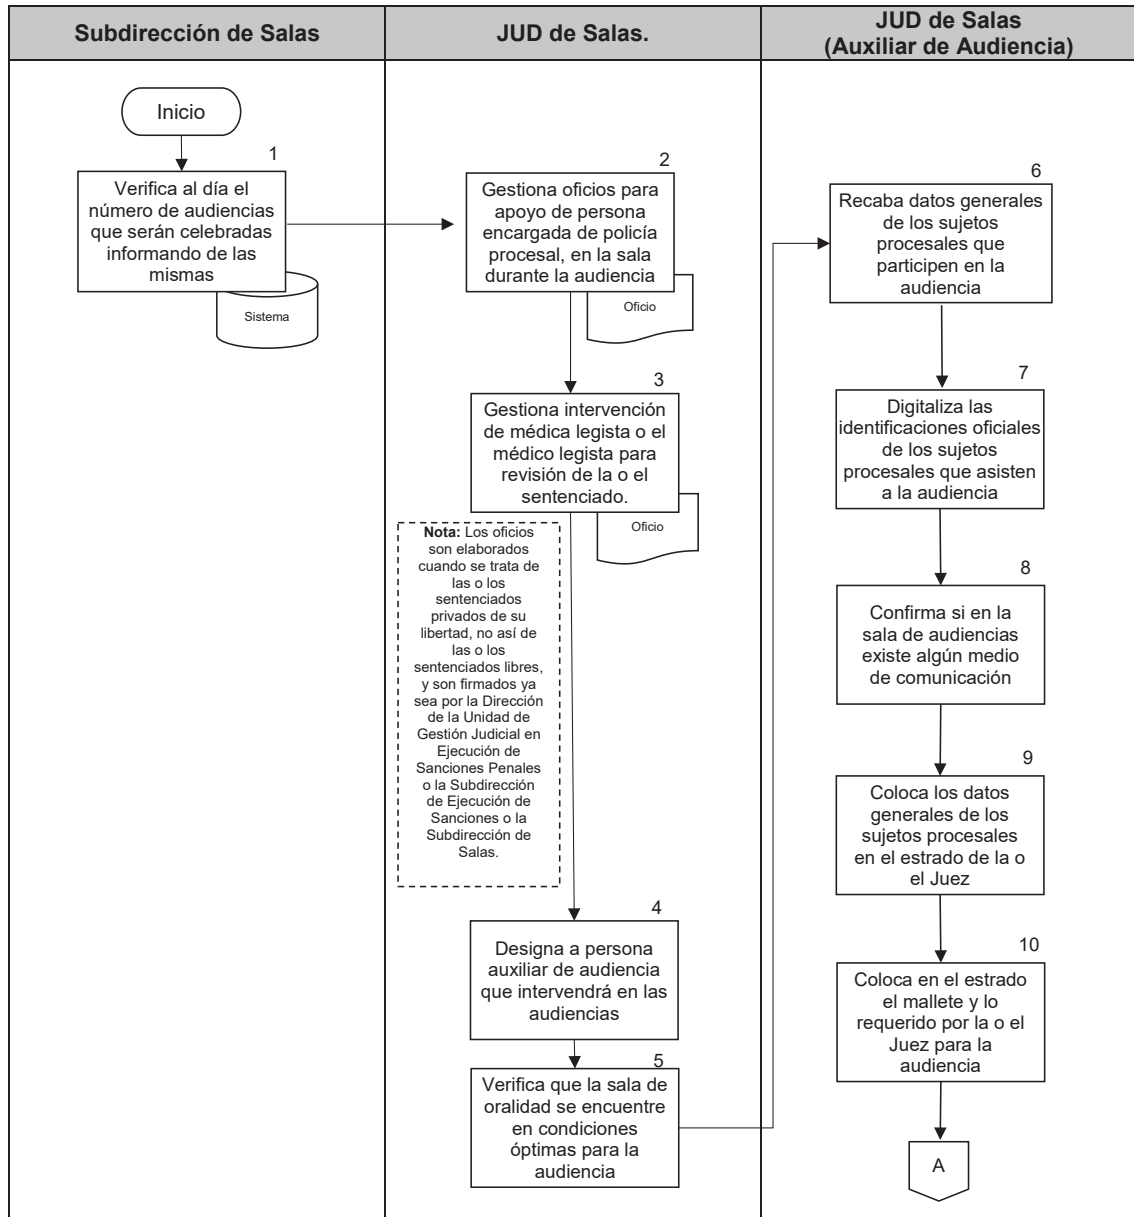 Subdirección de Salas
JUD de Salas.
JUD de Salas
(Auxiliar de Audiencia)
Inicio
1
Verifica al día el
número de audiencias
que serán celebradas
informando de las
mismas
Sistema
2
Gestiona oficios para
apoyo de persona
encargada de policía
procesal, en la sala
durante la audiencia
Oficio
3
Gestiona intervención
de médica legista o el
médico legista para
revisión de la o el
sentenciado.
Oficio
Nota: Los oficios
son elaborados
cuando se trata de
las o los
sentenciados
privados de su
libertad, no así de
las o los
sentenciados libres,
y son firmados ya
sea por la Dirección
de la Unidad de
Gestión Judicial en
Ejecución de
Sanciones Penales
o la Subdirección
de Ejecución de
Sanciones o la
Subdirección de
Salas.
4
Designa a persona
auxiliar de audiencia
que intervendrá en las
audiencias
5
Verifica que la sala de
oralidad se encuentre
en condiciones
óptimas para la
audiencia
6
Recaba datos generales
de los sujetos
procesales que
participen en la
audiencia
7
Digitaliza las
identificaciones oficiales
de los sujetos
procesales que asisten
a la audiencia
8
Confirma si en la
sala de audiencias
existe algún medio
de comunicación
9
Coloca los datos
generales de los
sujetos procesales
en el estrado de la o
el Juez
10
Coloca en el estrado
el mallete y lo
requerido por la o el
Juez para la
audiencia
A